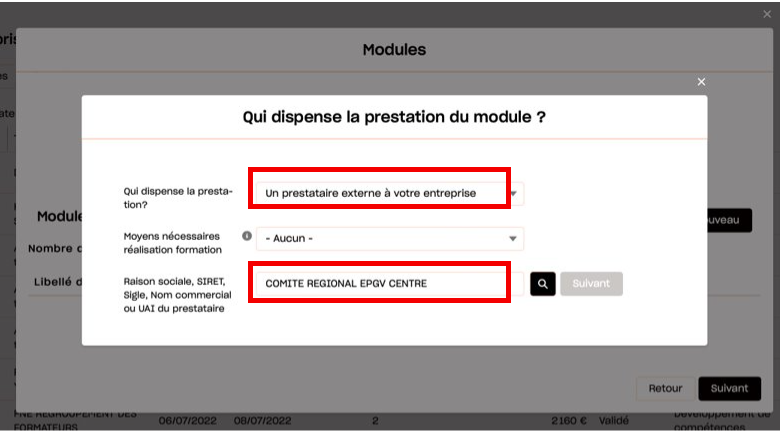 Modules
Qui dispense la prestation du module ?
Qui dispense la presta-
tion?
Un prestataire externe à votre entreprise
Moyens nécessaires
réalisation formation
- Aucun -
Raison sociale, SIRET,
Sigle, Nom commercial
ou UAI du prestataire
COMITE REGIONAL EPGV CENTRE
Suivant
Module
Nombre d
Libellé d
uveau
Retour
Suivant
FNE REGROUPEMENT DES
FORMATEURS
06/07/2022 08/07/2022 2 2160 € Validé
Développement de
compétences